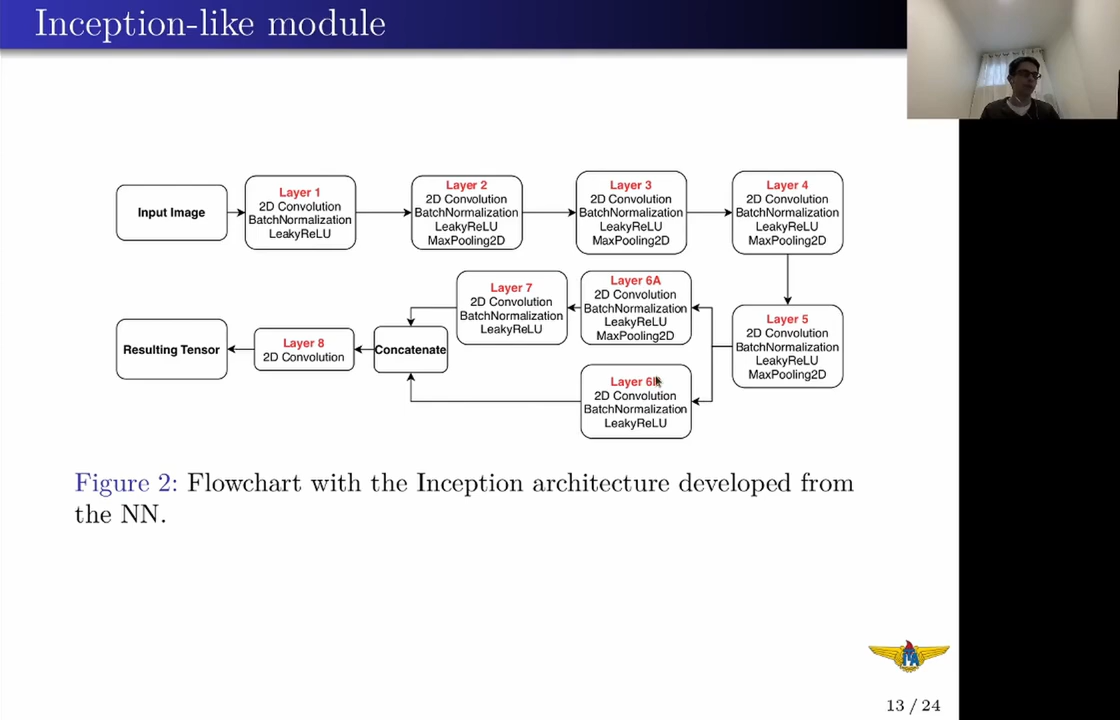 Inception-like module
Input Image
Layer 1
2D Convolution
BatchNormalization
LeakyReLU
Layer 2
2D Convolution
BatchNormalization
LeakyReLU
MaxPooling2D
Layer 3
2D Convolution
BatchNormalization
LeakyReLU
MaxPooling2D
Layer 4
2D Convolution
BatchNormalization
LeakyReLU
MaxPooling2D
Layer 5
2D Convolution
BatchNormalization
LeakyReLU
MaxPooling2D
Layer 6A
2D Convolution
BatchNormalization
LeakyReLU
MaxPooling2D
Layer 7
2D Convolution
BatchNormalization
LeakyReLU
Layer
2D Convolution
BatchNormalization
LeakyReLU
Concatenate
Layer 8
2D Convolution
Resulting Tensor
Figure 2: Flowchart with the Inception architecture developed from
the NN.
ITA
13 / 24